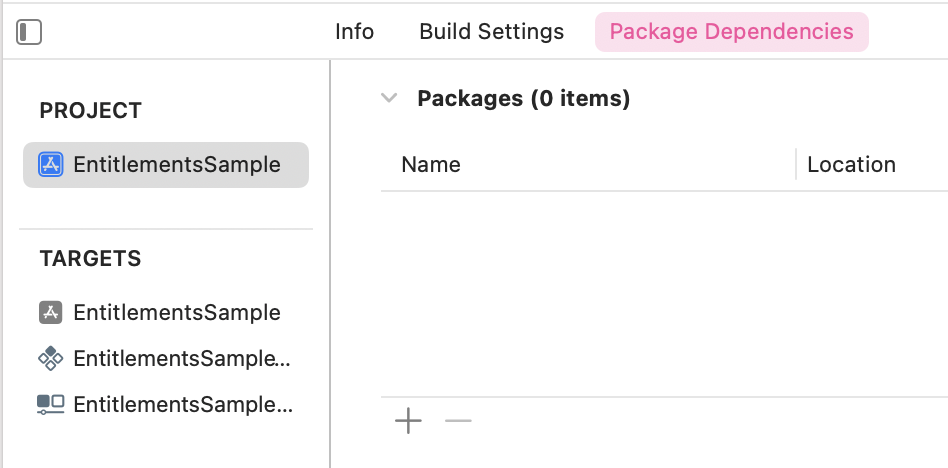 Info Build Settings Package Dependencies
PROJECT
EntitlementsSample
TARGETS
EntitlementsSample
EntitlementsSample...
EntitlementsSample...
Packages (0 items)
Name Location